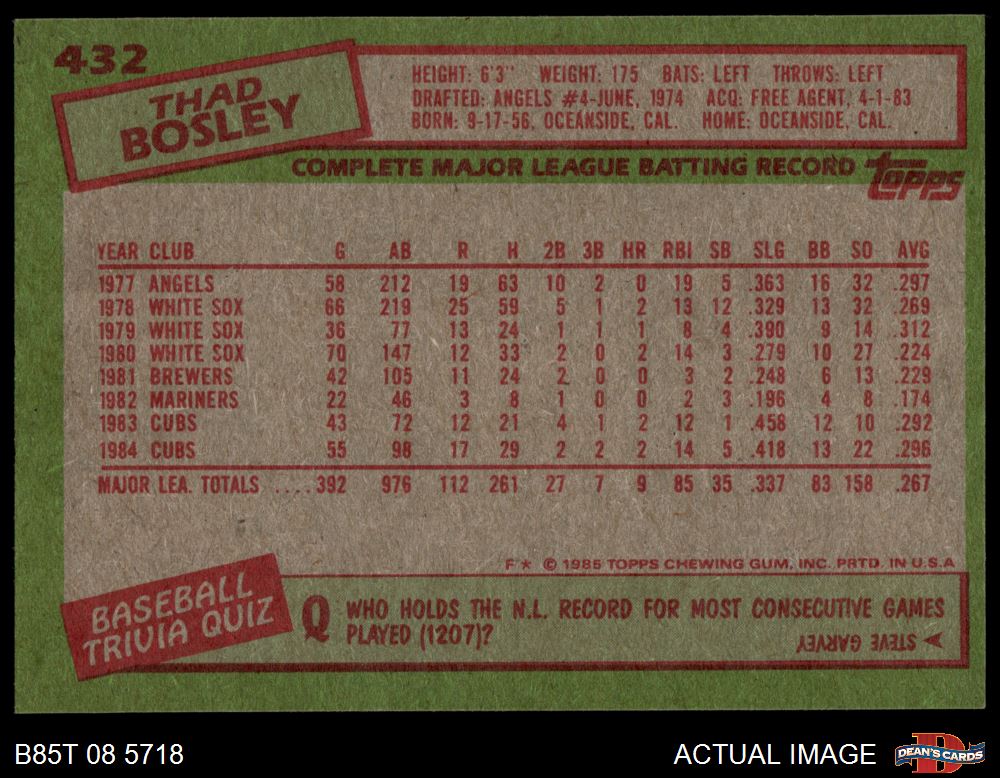 432
THAD
BOSLEY
HEIGHT: 6'3" WEIGHT: 175 BATS: LEFT THROWS: LEFT
DRAFTED: ANGELS #4-JUNE, 1974 ACQ: FREE AGENT, 4-1-83
BORN: 9-17-56, OCEANSIDE, CAL. HOME: OCEANSIDE, CAL.
COMPLETE MAJOR LEAGUE BATTING RECORD
topps
YEAR CLUB G AB R H 2B 3B HR RBI SB SLG BB SO AVG
1977 ANGELS 58 212 19 63 10 2 0 19 5 .363 16 32 .297
1978 WHITE SOX 66 219 25 59 5 1 2 13 12 .329 13 32 .269
1979 WHITE SOX 36 77 13 24 1 1 1 8 4 .390 9 14 .312
1980 WHITE SOX 70 147 12 33 2 0 2 14 3 .279 10 27 .224
1981 BREWERS 42 105 11 24 2 0 0 3 2 .248 6 13 .229
1982 MARINERS 22 46 3 8 1 0 0 2 3 .196 4 8 .174
1983 CUBS 43 72 12 21 4 1 2 12 1 .458 12 10 .292
1984 CUBS 55 98 17 29 2 2 2 14 5 .418 13 22 .296
MAJOR LEA. TOTALS ....392 976 112 261 27 7 9 85 35 .337 83 158 .267
F* © 1985 TOPPS CHEWING GUM, INC. PRTD. IN U.S.A
BASEBALL
TRIVIA QUIZ
Q WHO HOLDS THE N.L. RECORD FOR MOST CONSECUTIVE GAMES
PLAYED (1207)?
STEVE GARVEY
B85T 08 5718
ACTUAL IMAGE
DEAN'S CARDS